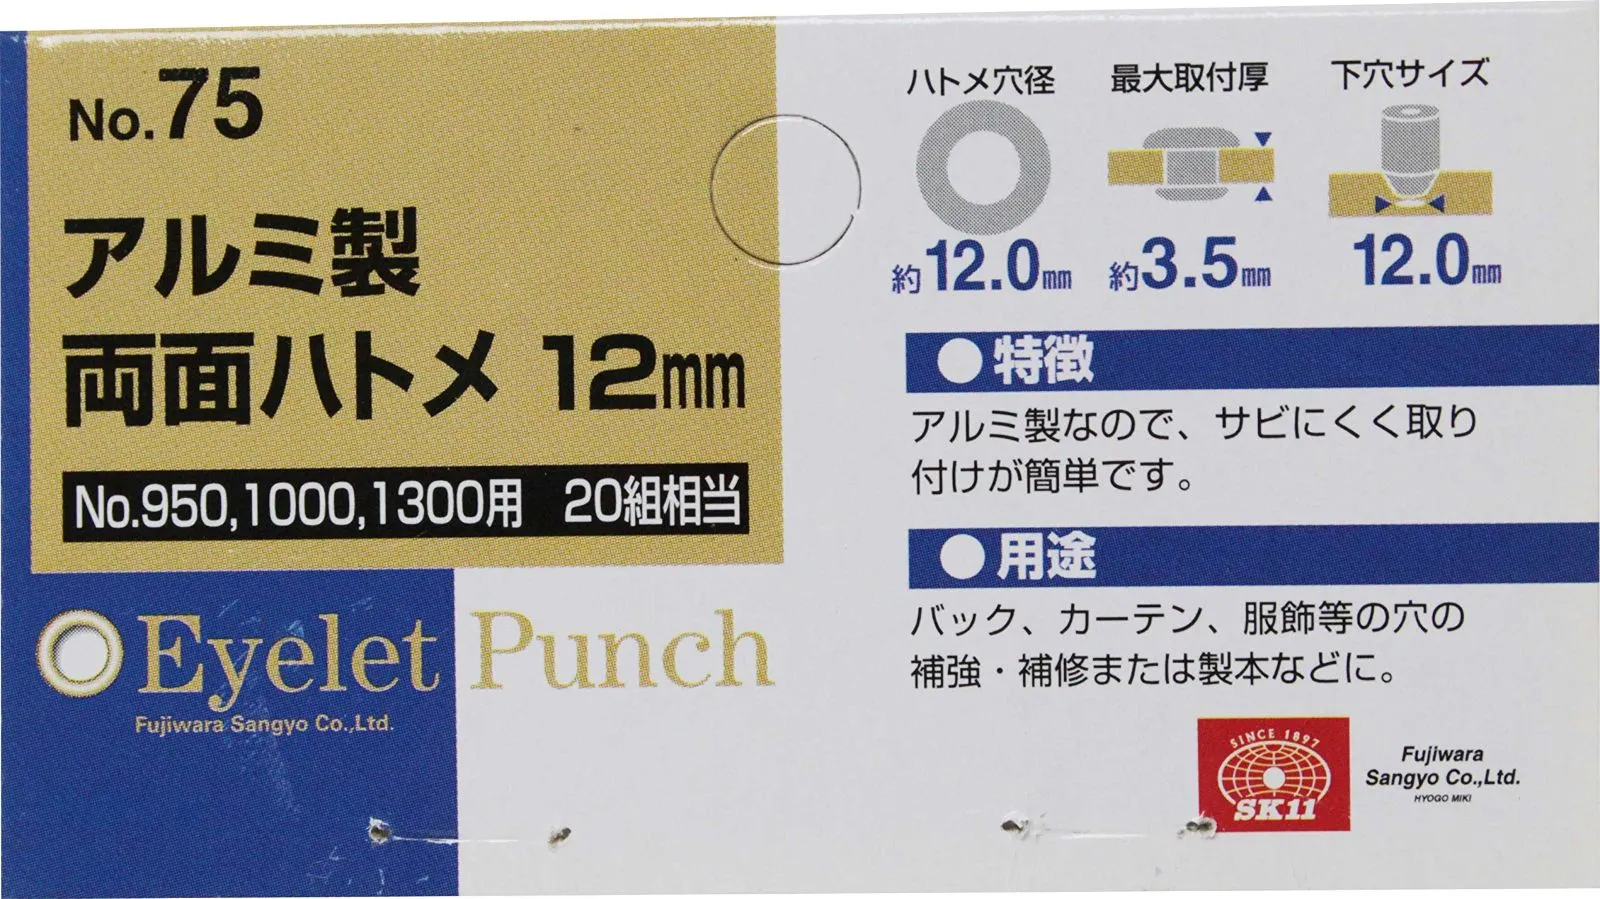 No.75
アルミ製
両面ハトメ 12mm
No.950,1000,1300用 20組相当
Eyelet Punch
Fujiwara Sangyo Co.,Ltd.
ハトメ穴径 最大取付厚 下穴サイズ
約12.0mm 約3.5mm 12.0mm
●特徴
アルミ製なので、サビにくく取り
付けが簡単です。
●用途
バック、カーテン、服飾等の穴の
補強・補修または製本などに。
SINCE 1897
SK11
Fujiwara
Sangyo Co.,Ltd.
HYOGO MIKI